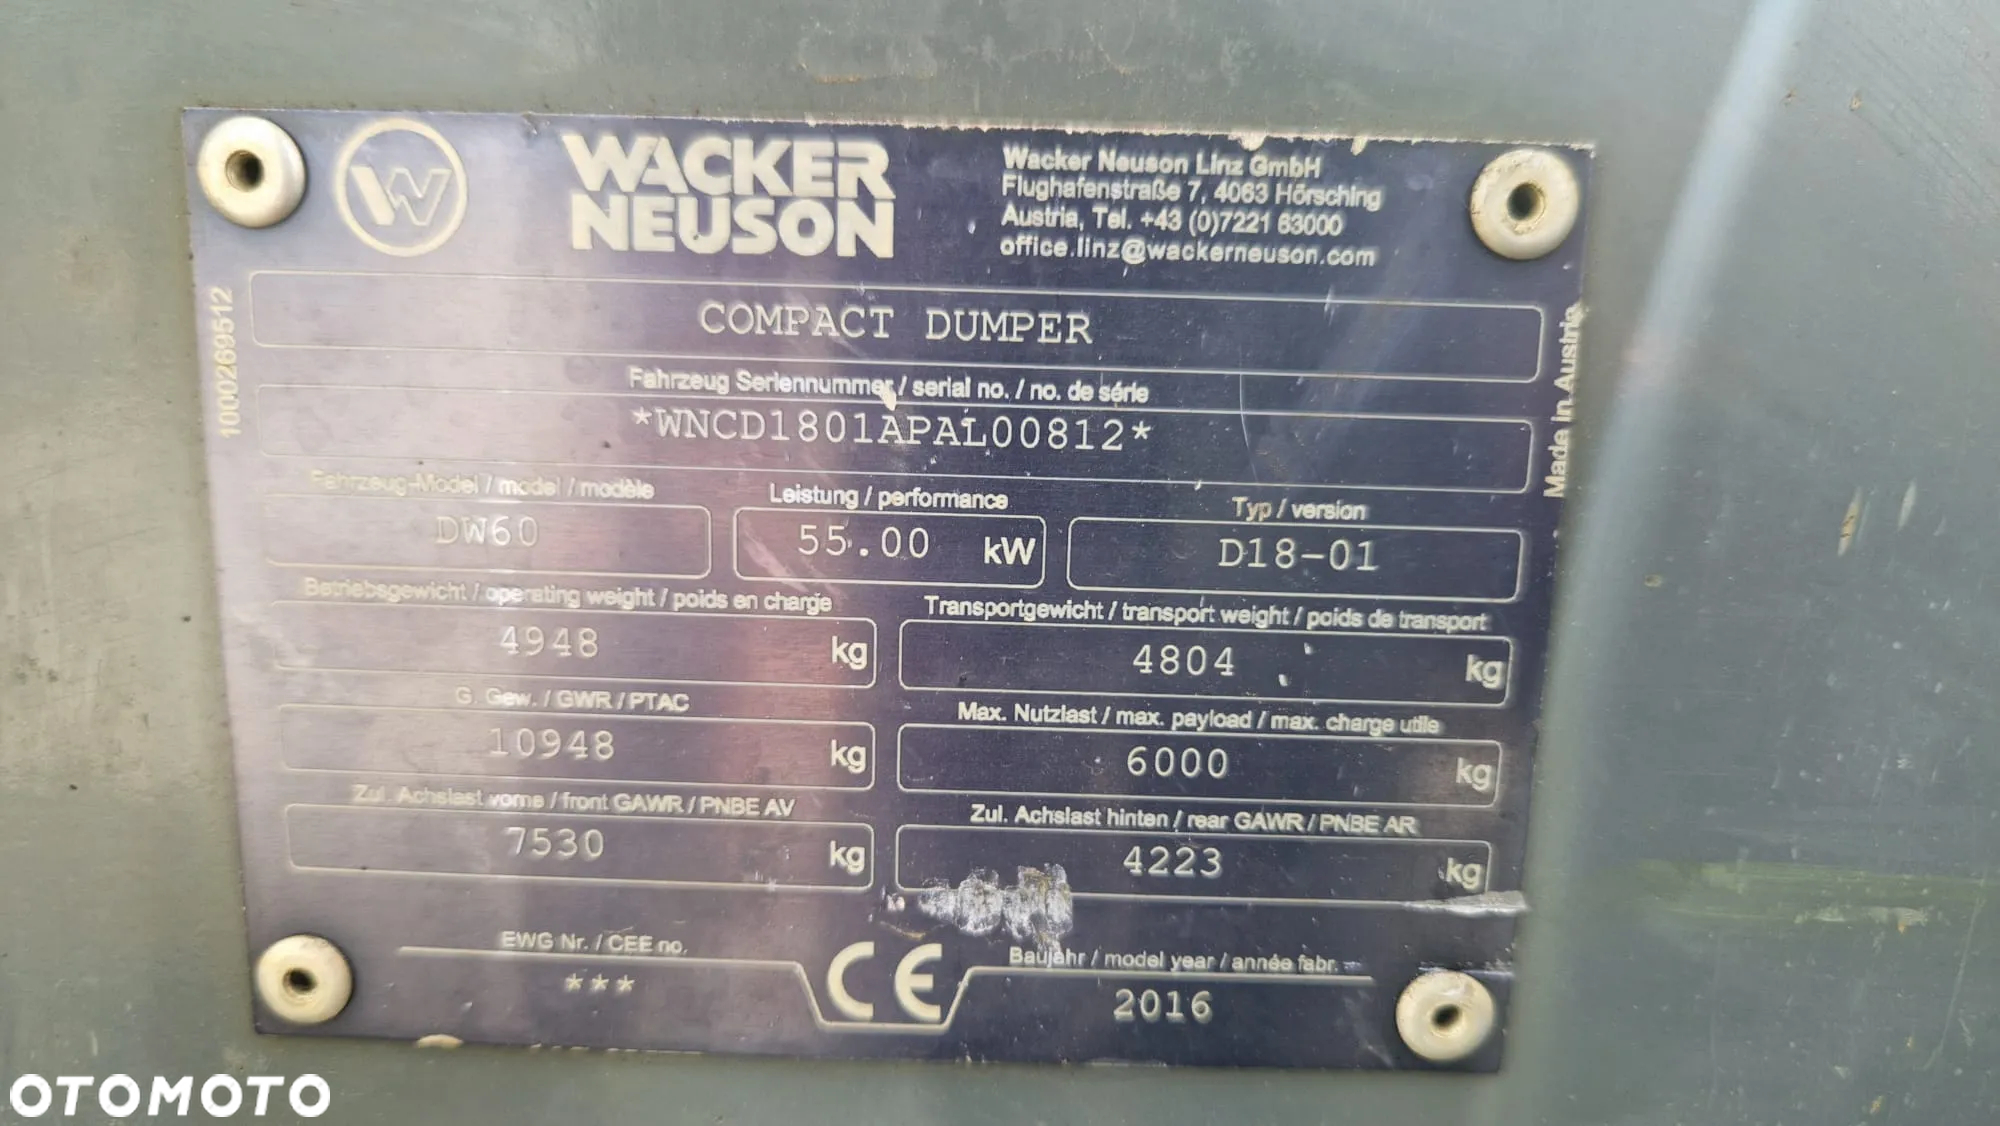 WACKER
NEUSON
Wacker Neuson Linz GmbH
Flughafenstraße 7, 4063 Hörsching
Austria, Tel. +43 (0)7221 63000
office.linz@wackerneuson.com
1000269512
COMPACT DUMPER
Made in Austria
Fahrzeug Seriennummer / serial no. / no. de série
*WNCD1801APAL00812*
Fahrzeug-Model / model / modèle
DW60
Leistung / performance
55.00 kW
Typ / version
D18-01
Betriebsgewicht / operating weight / poids en charge
4948 kg
Transportgewicht / transport weight / poids de transport
4804 kg
G. Gew. / GWR / PTAC
10948 kg
Max. Nutzlast / max. payload / max. charge utile
6000 kg
Zul. Achslast vorne / front GAWR / PNBE AV
7530 kg
Zul. Achslast hinten / rear GAWR / PNBE AR
4223 kg
EWG Nr. / CEE no.
***
CE
Baujahr / model year / année fabr.
2016
OTOMOTO